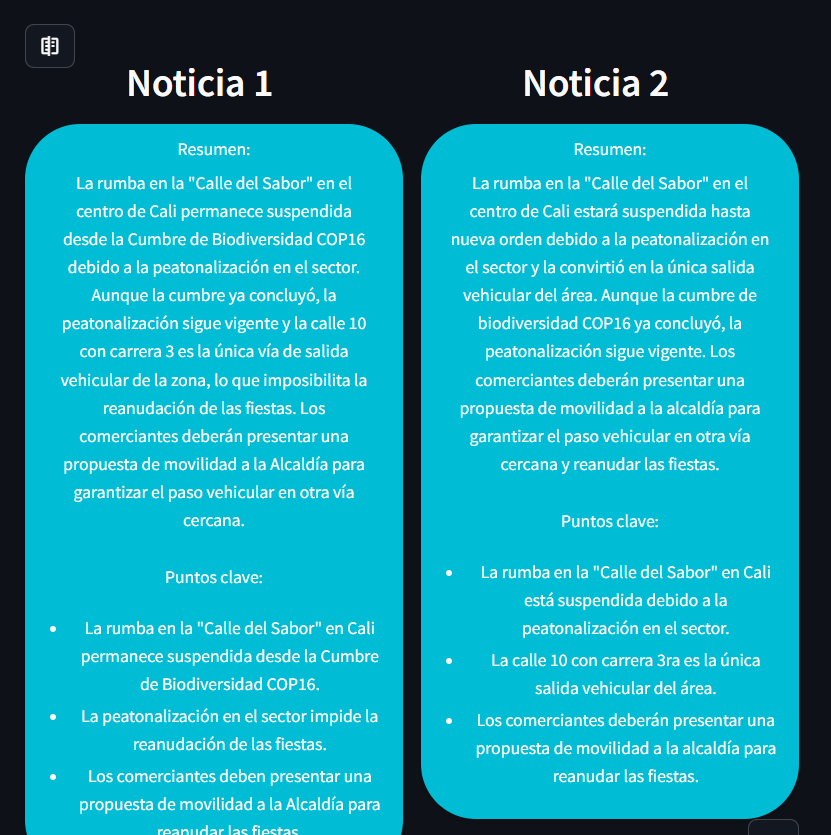 Noticia 1
Resumen:
La rumba en la "Calle del Sabor" en el
centro de Cali permanece suspendida
desde la Cumbre de Biodiversidad COP16
debido a la peatonalización en el sector.
Aunque la cumbre ya concluyó, la
peatonalización sigue vigente y la calle 10
con carrera 3 es la única vía de salida
vehicular de la zona, lo que imposibilita la
reanudación de las fiestas. Los
comerciantes deberán presentar una
propuesta de movilidad a la Alcaldía para
garantizar el paso vehicular en otra vía
cercana.
Puntos clave:
• La rumba en la "Calle del Sabor" en Cali
permanece suspendida desde la Cumbre
de Biodiversidad COP16.
• La peatonalización en el sector impide la
reanudación de las fiestas.
• Los comerciantes deben presentar una
propuesta de movilidad a la Alcaldía para
reanudar las fiestas
Noticia 2
Resumen:
La rumba en la "Calle del Sabor" en el
centro de Cali estará suspendida hasta
nueva orden debido a la peatonalización en
el sector y la convirtió en la única salida
vehicular del área. Aunque la cumbre de
biodiversidad COP16 ya concluyó, la
peatonalización sigue vigente. Los
comerciantes deberán presentar una
propuesta de movilidad a la alcaldía para
garantizar el paso vehicular en otra vía
cercana y reanudar las fiestas.
Puntos clave:
• La rumba en la "Calle del Sabor" en Cali
está suspendida debido a la
peatonalización en el sector.
• La calle 10 con carrera 3ra es la única
salida vehicular del área.
• Los comerciantes deberán presentar una
propuesta de movilidad a la alcaldía para
reanudar las fiestas.